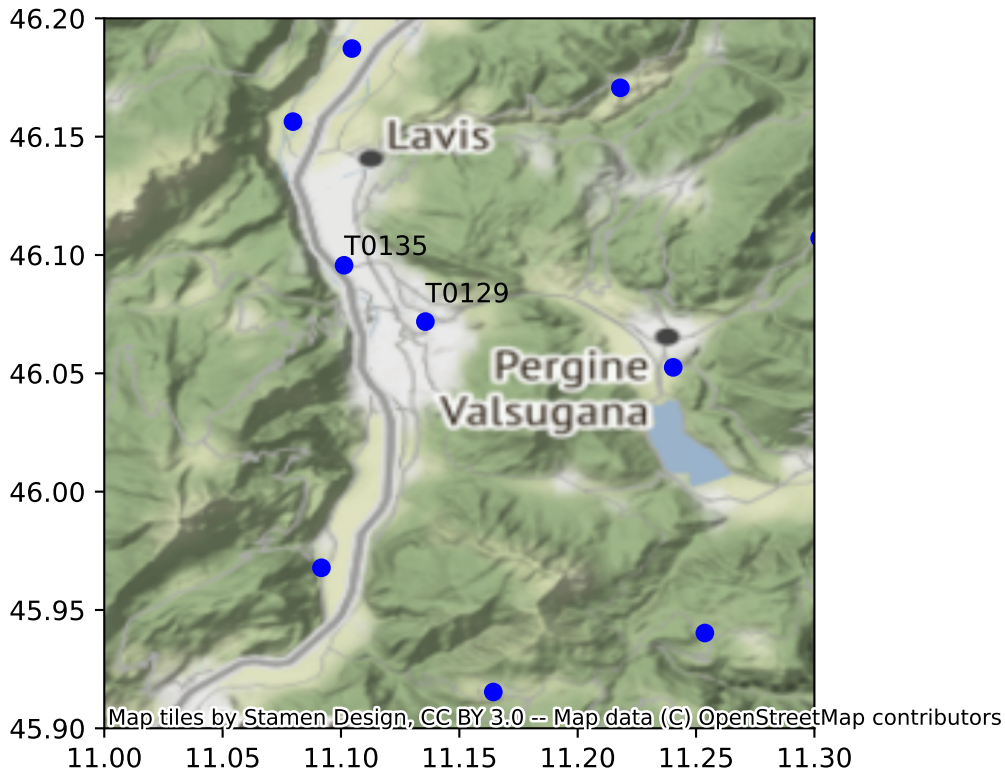 46.20
46.15
46.10
46.05
46.00
45.95
45.90
Lavis
T0135
T0129
Pergine
Valsugana
Map tiles by Stamen Design, CC BY 3.0 -- Map data (C) OpenStreetMap contributors
11.00 11.05 11.10 11.15 11.20 11.25 11.30